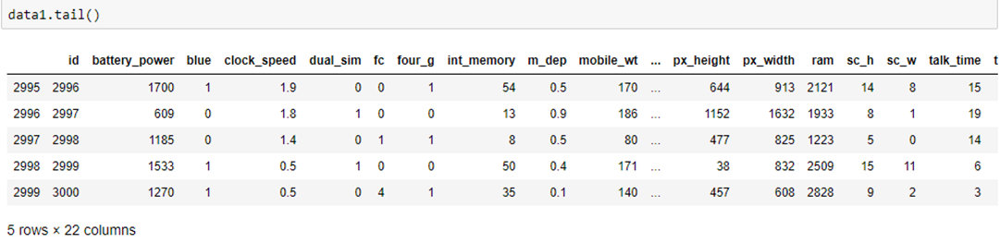 data1.tail()
id battery_power blue clock_speed dual_sim fc four_g int_memory m_dep mobile_wt ... px_height px_width ram sc_h sc_w talk_time t
2995 2996 1700 1 1.9 0 0 1 54 0.5 170 ... 644 913 2121 14 8 15
2996 2997 609 0 1.8 1 0 0 13 0.9 186 ... 1152 1632 1933 8 1 19
2997 2998 1185 0 1.4 0 1 1 8 0.5 80 ... 477 825 1223 5 0 14
2998 2999 1533 1 0.5 1 0 0 50 0.4 171 ... 38 832 2509 15 11 6
2999 3000 1270 1 0.5 0 4 1 35 0.1 140 ... 457 608 2828 9 2 3
5 rows × 22 columns